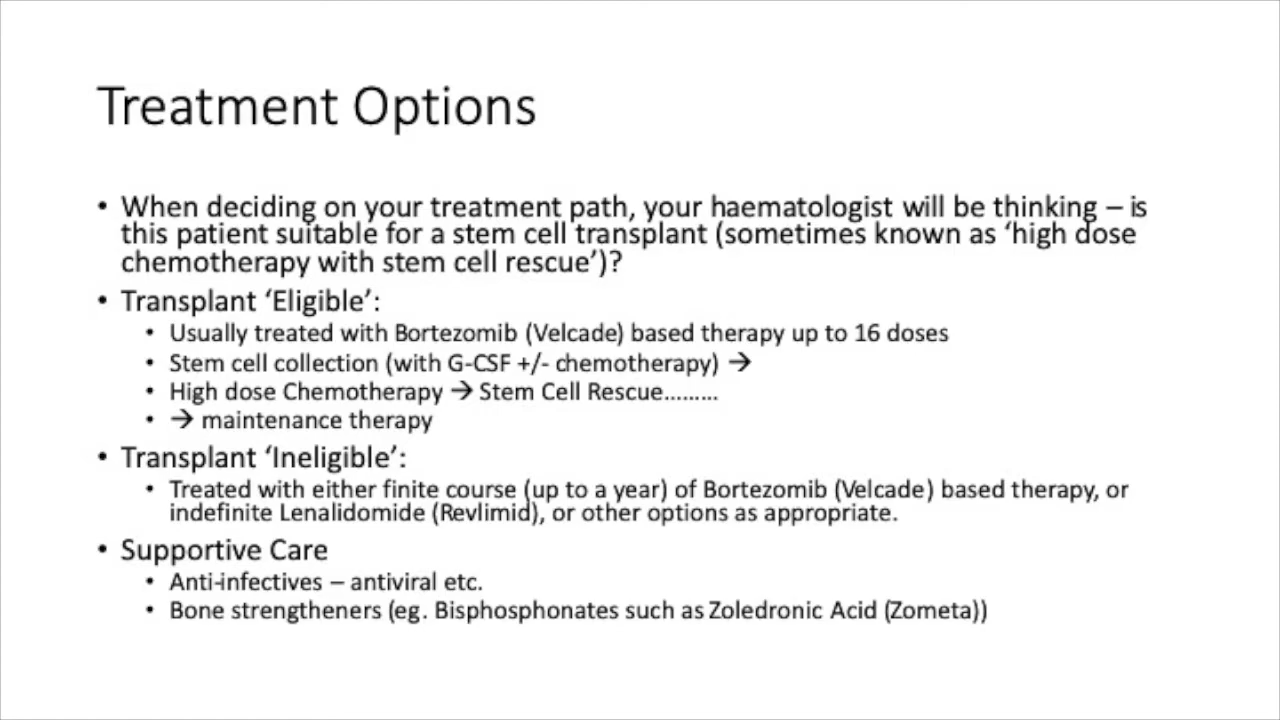 Treatment Options
• When deciding on your treatment path, your haematologist will be thinking – is
this patient suitable for a stem cell transplant (sometimes known as ‘high dose
chemotherapy with stem cell rescue’)?
• Transplant ‘Eligible’:
• Usually treated with Bortezomib (Velcade) based therapy up to 16 doses
• Stem cell collection (with G-CSF +/- chemotherapy) →
• High dose Chemotherapy → Stem Cell Rescue………
• → maintenance therapy
• Transplant ‘Ineligible’:
• Treated with either finite course (up to a year) of Bortezomib (Velcade) based therapy, or
indefinite Lenalidomide (Revlimid), or other options as appropriate.
• Supportive Care
• Anti-infectives – antiviral etc.
• Bone strengtheners (eg. Bisphosphonates such as Zoledronic Acid (Zometa))